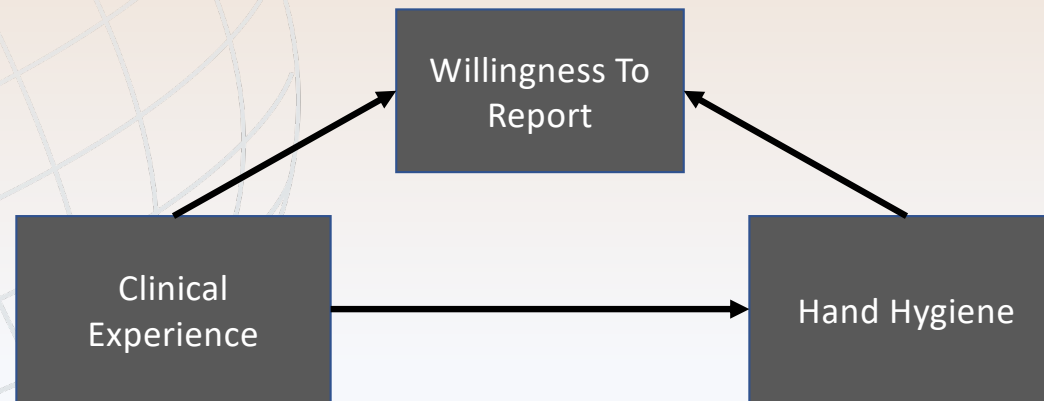 Willingness To
Report
Clinical
Experience
Hand Hygiene